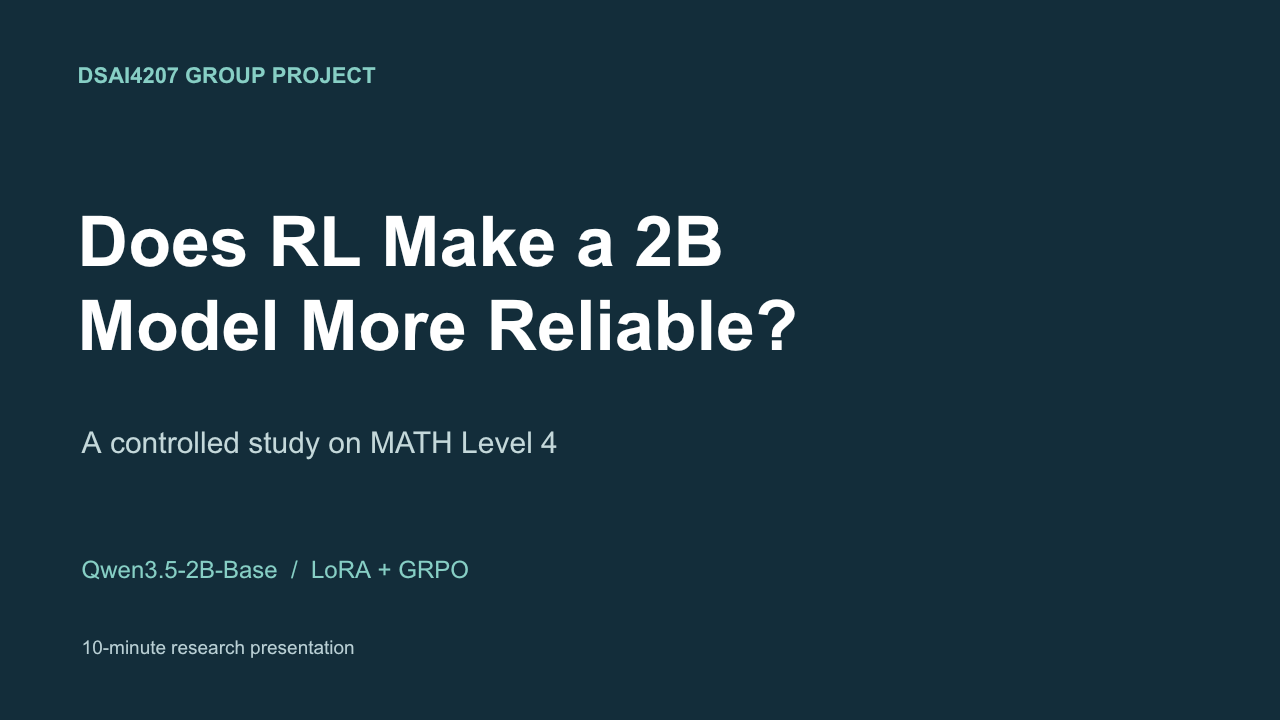 DSAI4207 GROUP PROJECT
Does RL Make a 2B
Model More Reliable?
A controlled study on MATH Level 4
Qwen3.5-2B-Base / LoRA + GRPO
10-minute research presentation